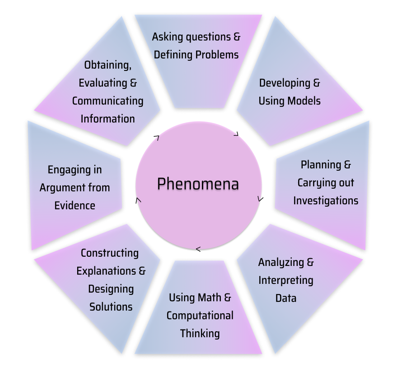 Asking questions &
Defining Problems
Developing &
Using Models
Planning &
Carrying out
Investigations
Analyzing &
Interpreting
Data
Using Math &
Computational
Thinking
Constructing
Explanations &
Designing
Solutions
Engaging in
Argument from
Evidence
Obtaining,
Evaluating &
Communicating
Information
Phenomena